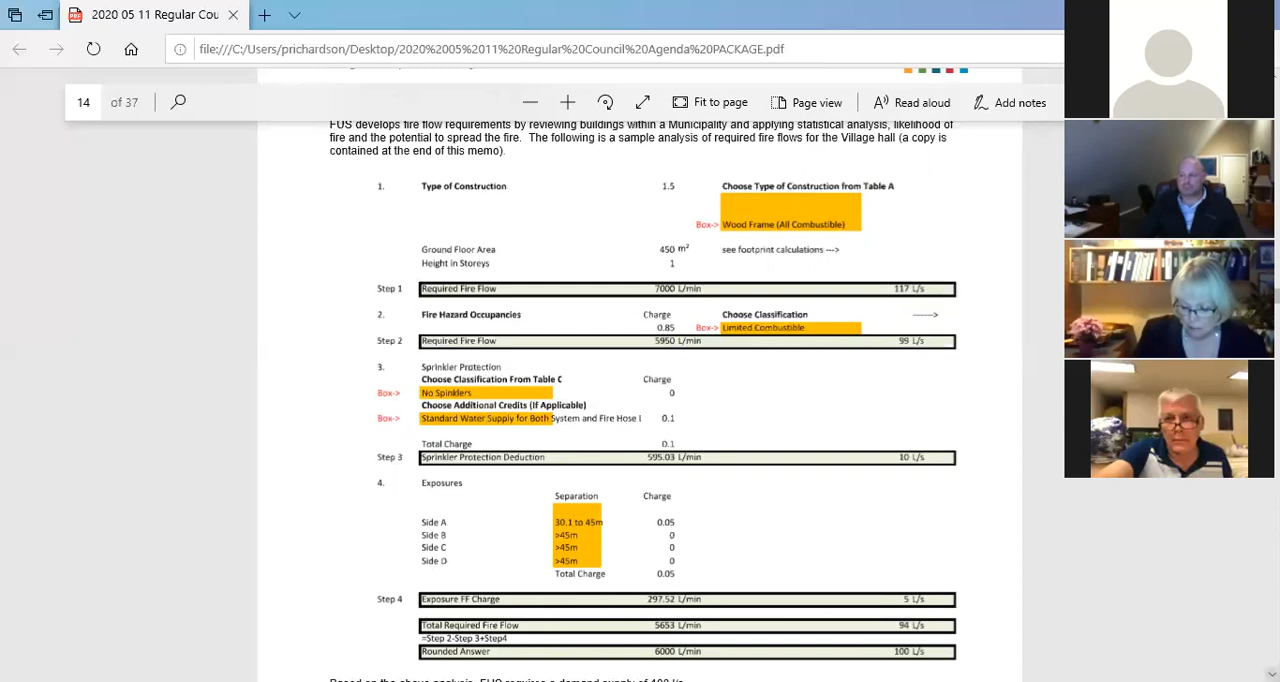 2020 05 11 Regular Cou
file:///C:/Users/prichardson/Desktop/2020%2005%2011%20Regular%20Council%20Agenda%20PACKAGE.pdf
14 of 37 Fit to page Page view Read aloud Add notes
FUS develops fire flow requirements by reviewing buildings within a Municipality and applying statistical analysis, likelihood of
fire and the potential to spread the fire. The following is a sample analysis of required fire flows for the Village hall (a copy is
contained at the end of this memo).
1. Type of Construction 1.5 Choose Type of Construction from Table A
Box-> Wood Frame (All Combustible)
Ground Floor Area 450 m² see footprint calculations --->
Height in Storeys 1
Step 1 Required Fire Flow 7000 L/min 117 L/s
2. Fire Hazard Occupancies Charge Choose Classification ------>
0.85 Box-> Limited Combustible
Step 2 Required Fire Flow 5950 L/min 99 L/s
3. Sprinkler Protection
Choose Classification From Table C Charge
Box-> No Spinklers 0
Choose Additional Credits (If Applicable)
Box-> Standard Water Supply for Both System and Fire Hose l 0.1
Total Charge 0.1
Step 3 Sprinkler Protection Deduction 595.03 L/min 10 L/s
4. Exposures
Separation Charge
Side A 30.1 to 45m 0.05
Side B >45m 0
Side C >45m 0
Side D >45m 0
Total Charge 0.05
Step 4 Exposure FF Charge 297.52 L/min 5 L/s
Total Required Fire Flow 5653 L/min 94 L/s
=Step 2-Step 3+Step4
Rounded Answer 6000 L/min 100 L/s